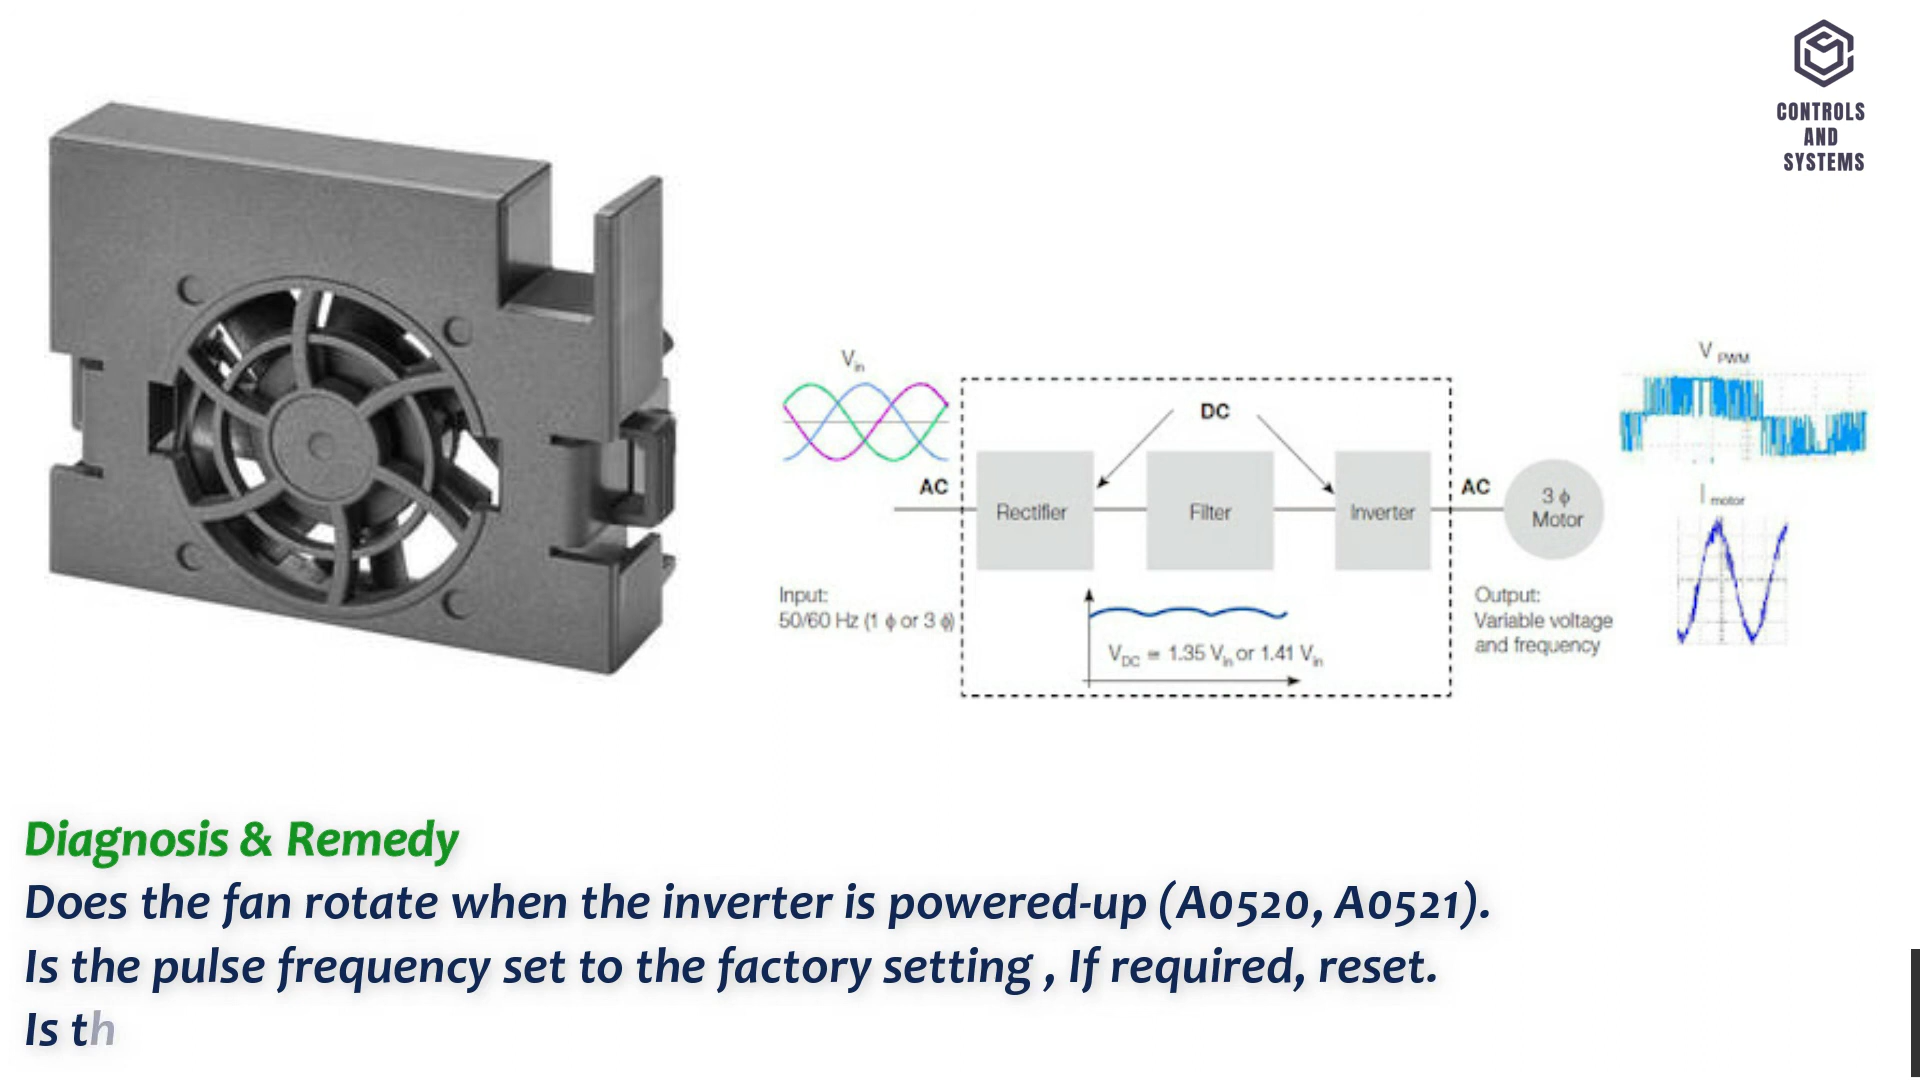 CONTROLS
AND
SYSTEMS
Vin
V PWM
DC
AC
Rectifier
Filter
Inverter
AC
3 ϕ
Motor
I motor
Input:
50/60 Hz (1 ϕ or 3 ϕ)
VDC = 1.35 Vin or 1.41 Vin
Output:
Variable voltage
and frequency
Diagnosis & Remedy
Does the fan rotate when the inverter is powered-up (A0520, A0521).
Is the pulse frequency set to the factory setting , If required, reset.
Is th